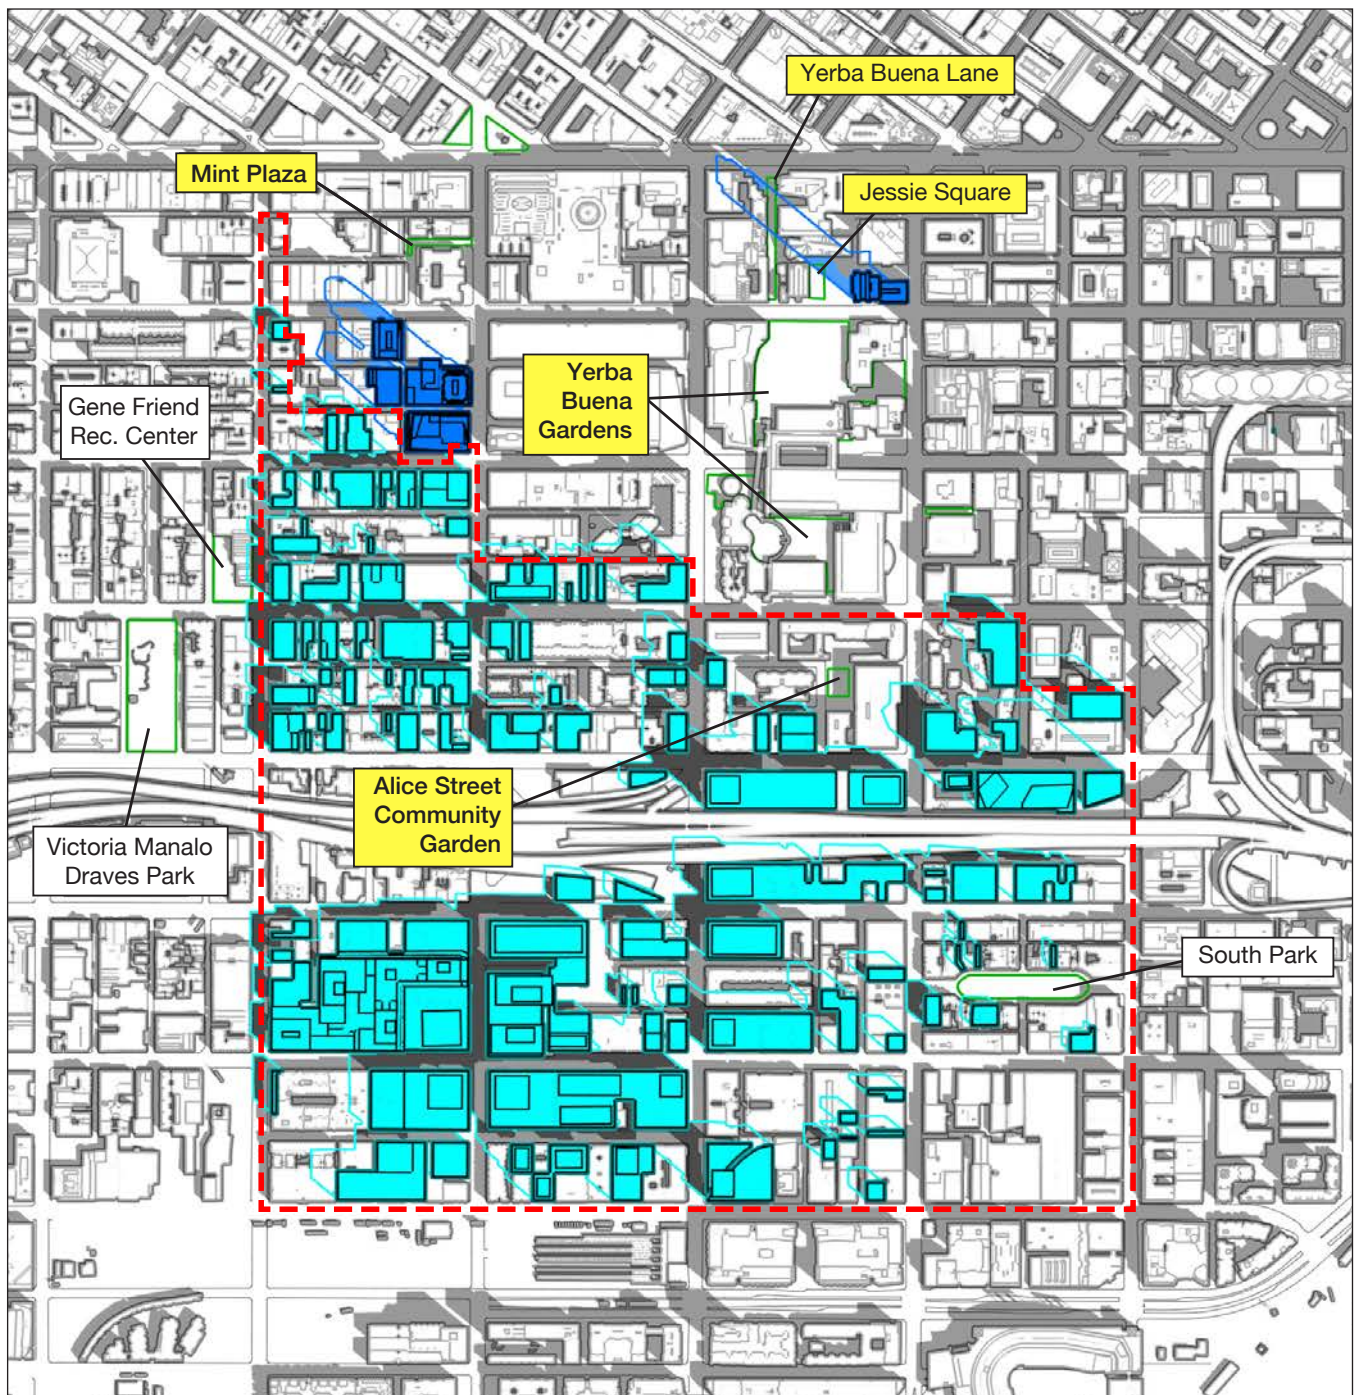 Yerba Buena Lane
Mint Plaza
Jessie Square
Yerba
Buena
Gardens
Gene Friend
Rec. Center
Alice Street
Community
Garden
Victoria Manalo
Draves Park
South Park